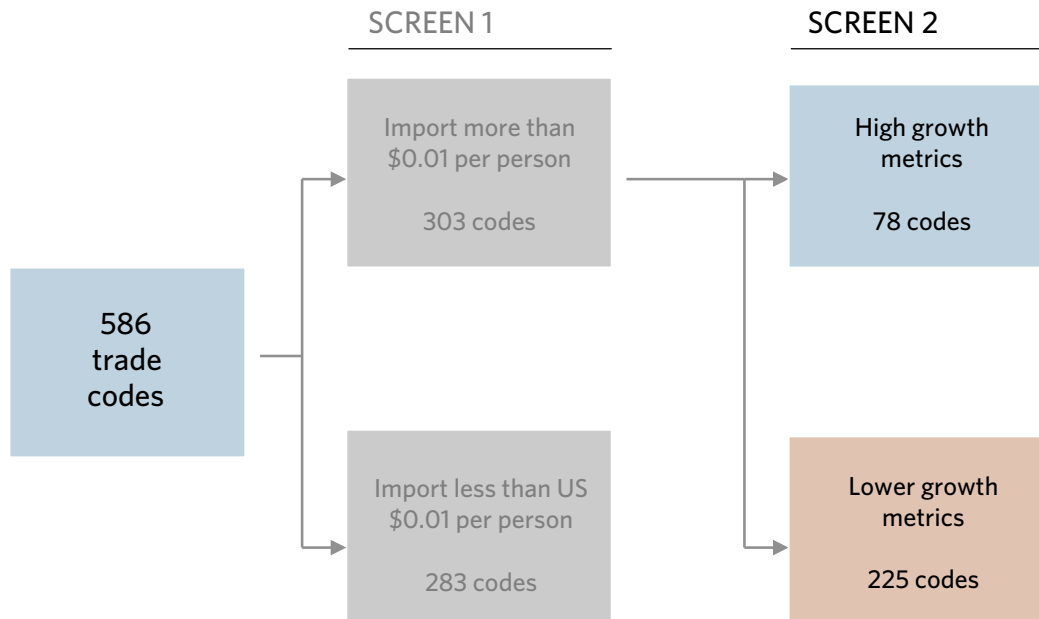 SCREEN 1
SCREEN 2
Import more than
$0.01 per person
303 codes
High growth
metrics
78 codes
586
trade
codes
Import less than US
$0.01 per person
283 codes
Lower growth
metrics
225 codes